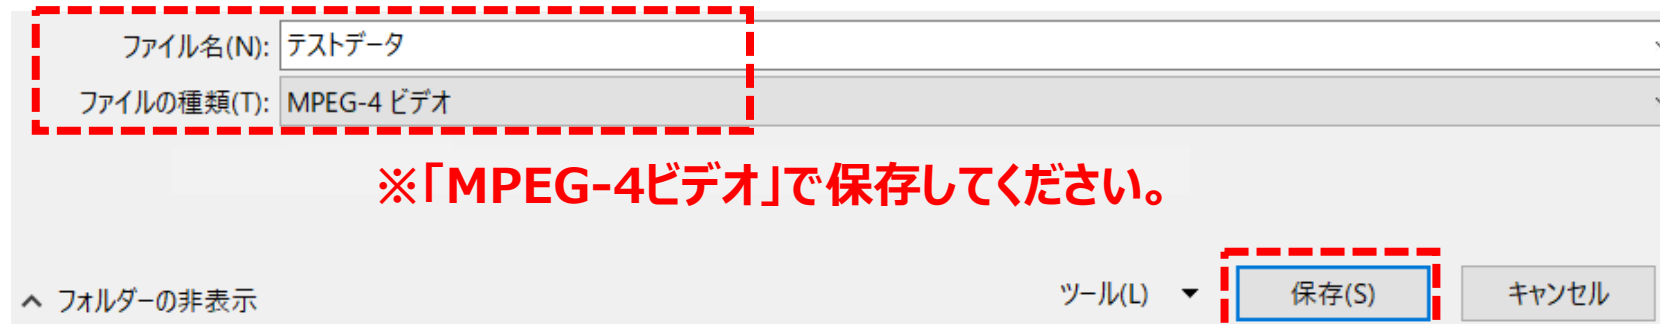 ファイル名(N): テストデータ
ファイルの種類(T): MPEG-4 ビデオ
※「MPEG-4ビデオ」で保存してください。
フォルダーの非表示 ツール(L) 保存(S) キャンセル